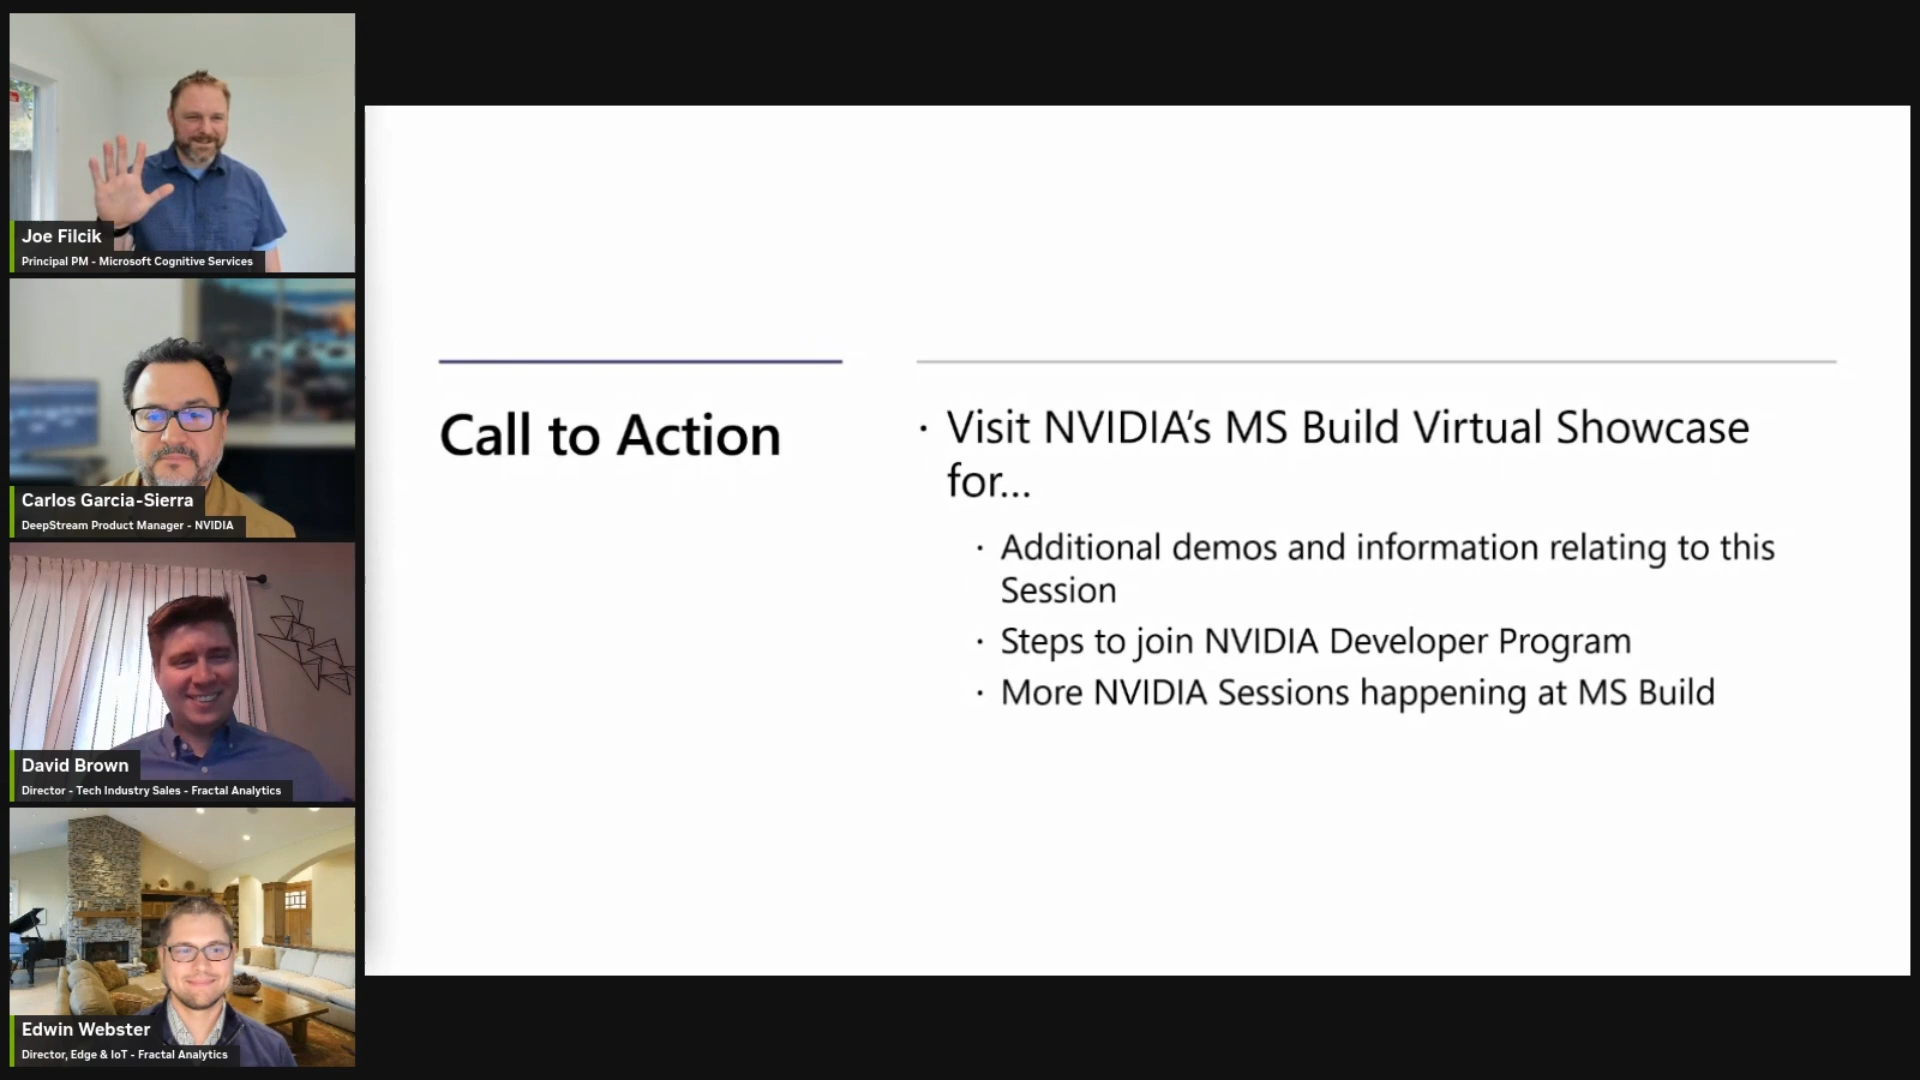 Joe Filcik
Principal PM - Microsoft Cognitive Services
Carlos Garcia-Sierra
DeepStream Product Manager - NVIDIA
David Brown
Director - Tech Industry Sales - Fractal Analytics
Edwin Webster
Director, Edge & IoT - Fractal Analytics
Call to Action
· Visit NVIDIA's MS Build Virtual Showcase
for...
· Additional demos and information relating to this
Session
· Steps to join NVIDIA Developer Program
· More NVIDIA Sessions happening at MS Build